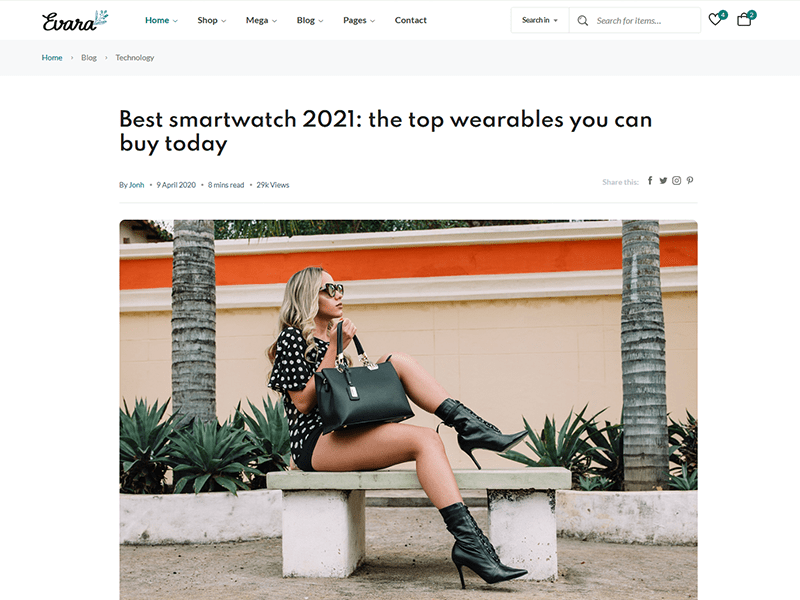 Evara
Home Shop Mega Blog Pages Contact Search in Search for items... 4 2
Home › Blog › Technology
Best smartwatch 2021: the top wearables you can
buy today
By Jonh • 9 April 2020 • 8 mins read • 29k Views Share this: